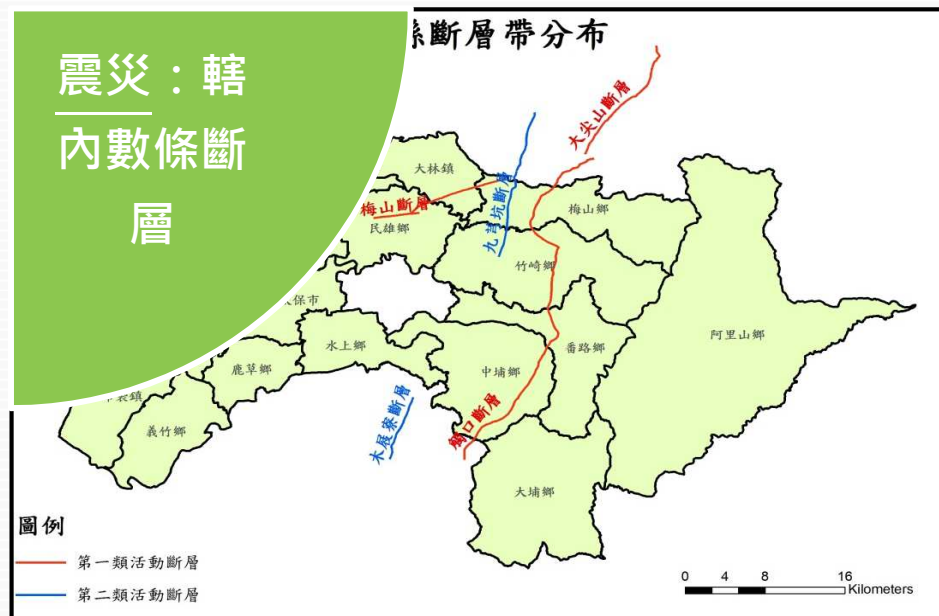 震災：轄
內數條斷
層
縣斷層帶分布
大尖山斷層
大林鎮
梅山斷層
九芎坑斷層
梅山鄉
民雄鄉
竹崎鄉
保市
水上鄉
番路鄉
阿里山鄉
鹿草鄉
中埔鄉
義竹鄉
木屐寮斷層
觸口斷層
大埔鄉
圖例
第一類活動斷層
第二類活動斷層
0 4 8 16
Kilometers